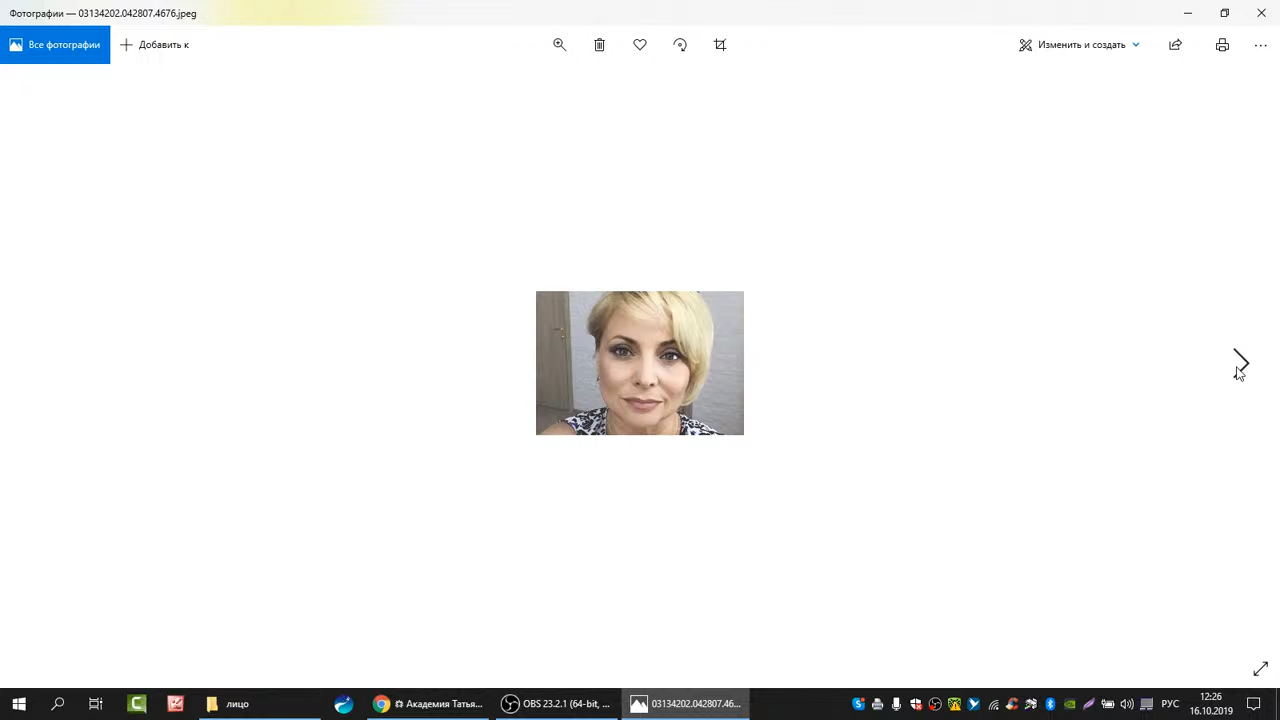 Фотографии — 03134202.042807.4676.jpeg
Все фотографии
Добавить к
Изменить и создать
лицо
Академия Татья...
OBS 23.2.1 (64-bit, ...
03134202.042807.46...
РУС
12:26
16.10.2019